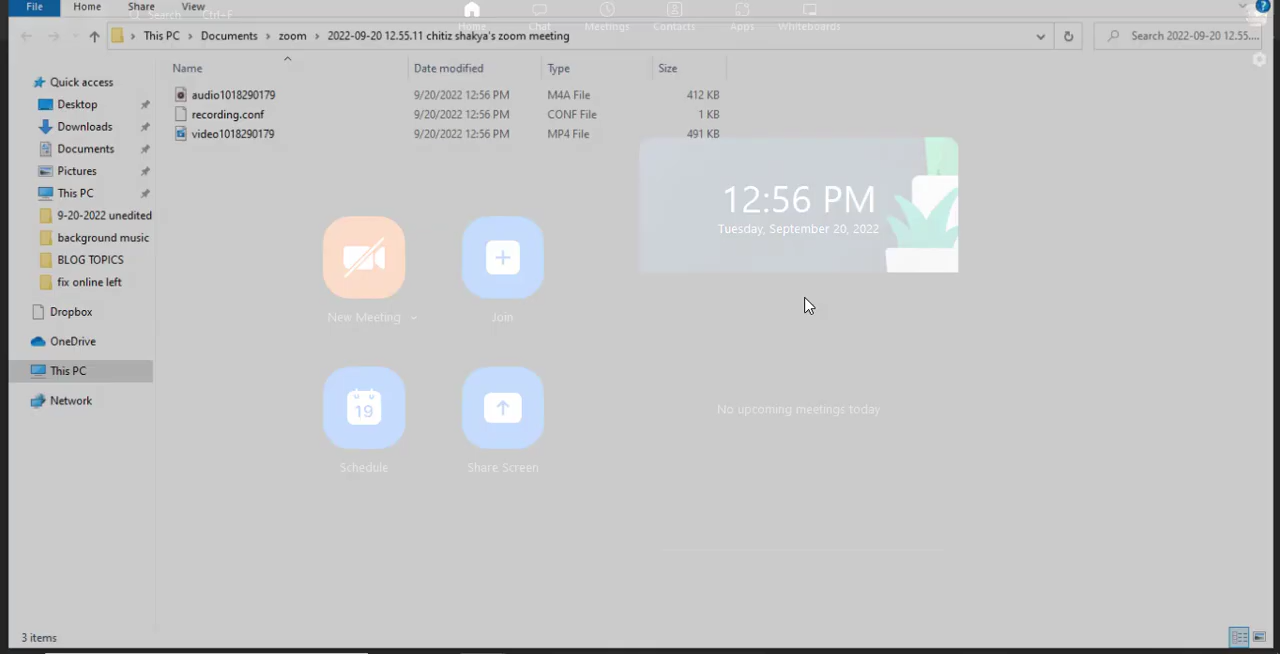 File Home Share View
Search Ctrl+F
Home Chat Meetings Contacts Apps Whiteboards
This PC > Documents > zoom > 2022-09-20 12.55.11 chitiz shakya's zoom meeting
Search 2022-09-20 12.55....
Name Date modified Type Size
audio1018290179 9/20/2022 12:56 PM M4A File 412 KB
recording.conf 9/20/2022 12:56 PM CONF File 1 KB
video1018290179 9/20/2022 12:56 PM MP4 File 491 KB
Quick access
Desktop
Downloads
Documents
Pictures
This PC
9-20-2022 unedited
background music
BLOG TOPICS
fix online left
Dropbox
OneDrive
This PC
Network
12:56 PM
Tuesday, September 20, 2022
New Meeting
Join
19
Schedule
Share Screen
No upcoming meetings today
3 items